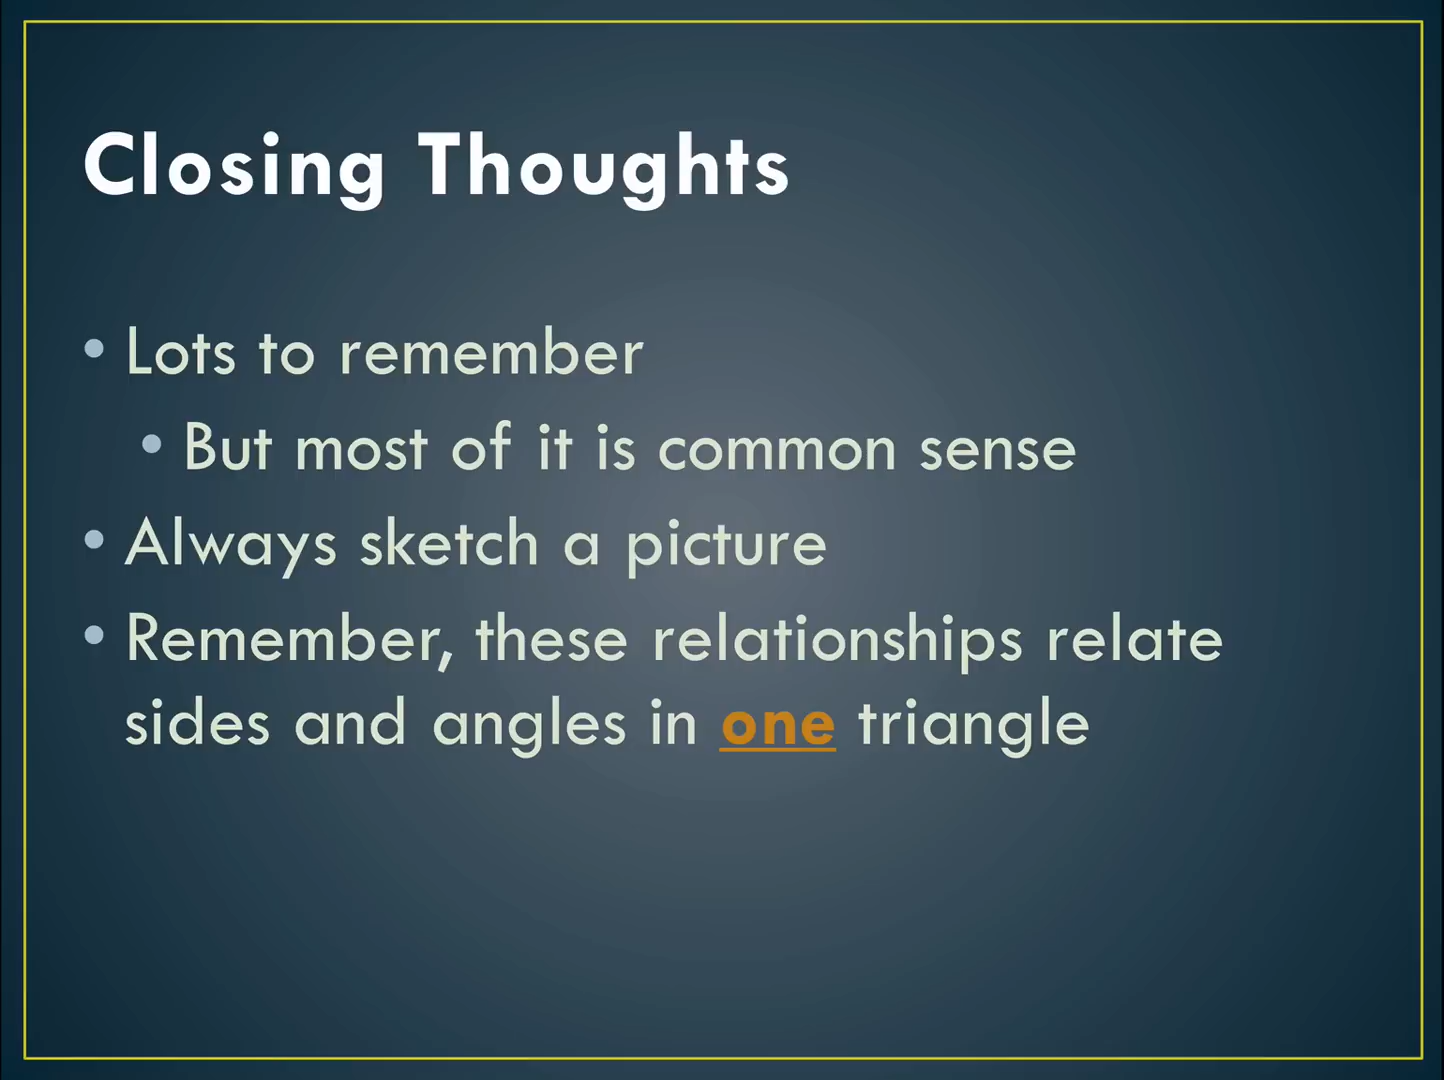 Closing Thoughts
• Lots to remember
• But most of it is common sense
• Always sketch a picture
• Remember, these relationships relate
sides and angles in one triangle